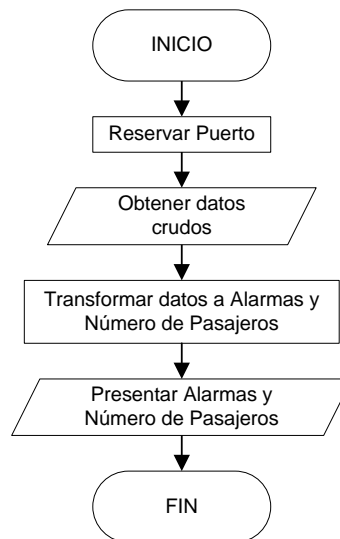 INICIO
Reservar Puerto
Obtener datos
crudos
Transformar datos a Alarmas y
Número de Pasajeros
Presentar Alarmas y
Número de Pasajeros
FIN